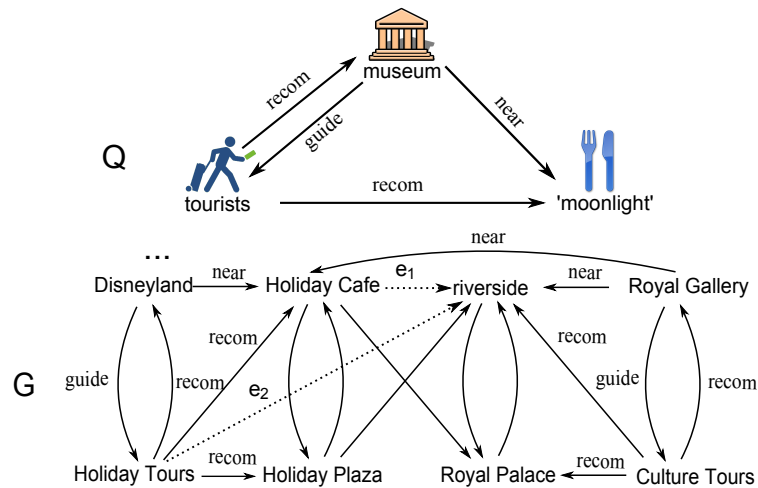 museum
recom
guide
near
Q
tourists
recom
'moonlight'
near
...
Disneyland
near
Holiday Cafe
e1
riverside
near
Royal Gallery
recom
recom
G
guide
recom
e2
guide
recom
Holiday Tours
recom
Holiday Plaza
Royal Palace
recom
Culture Tours